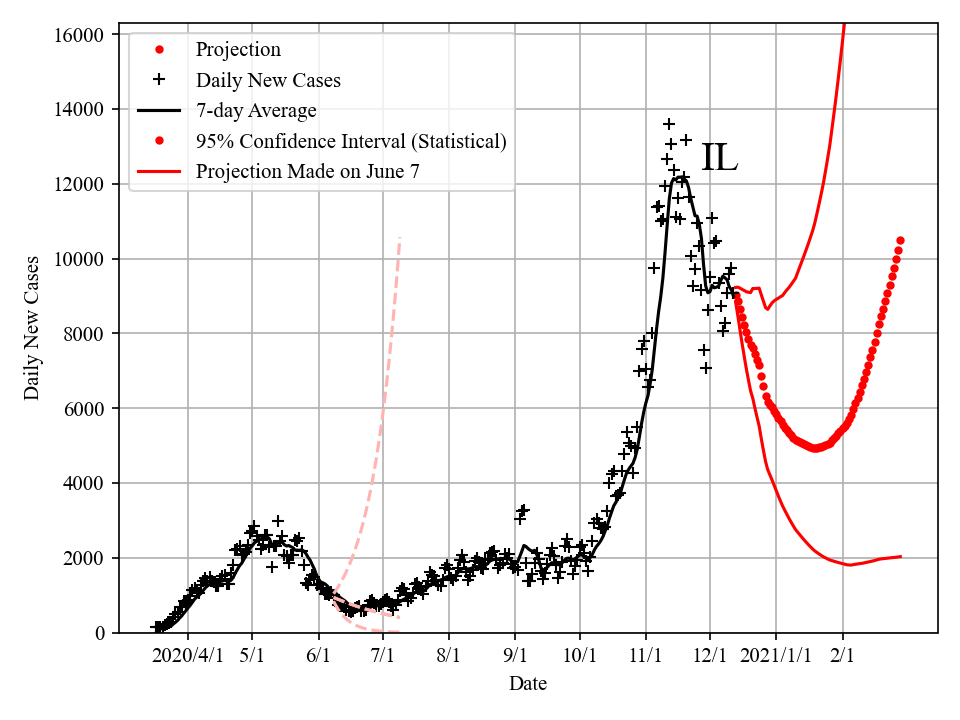 16000
14000
12000
10000
8000
6000
4000
2000
0
Daily New Cases
Projection
Daily New Cases
7-day Average
95% Confidence Interval (Statistical)
Projection Made on June 7
IL
2020/4/1 5/1 6/1 7/1 8/1 9/1 10/1 11/1 12/1 2021/1/1 2/1
Date